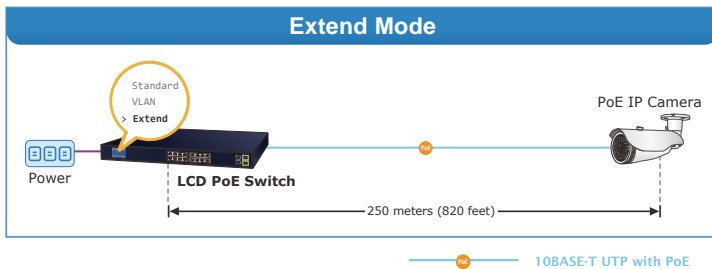 Extend Mode
Standard
VLAN
> Extend
PoE IP Camera
PoE
Power
LCD PoE Switch
250 meters (820 feet)
PoE
10BASE-T UTP with PoE